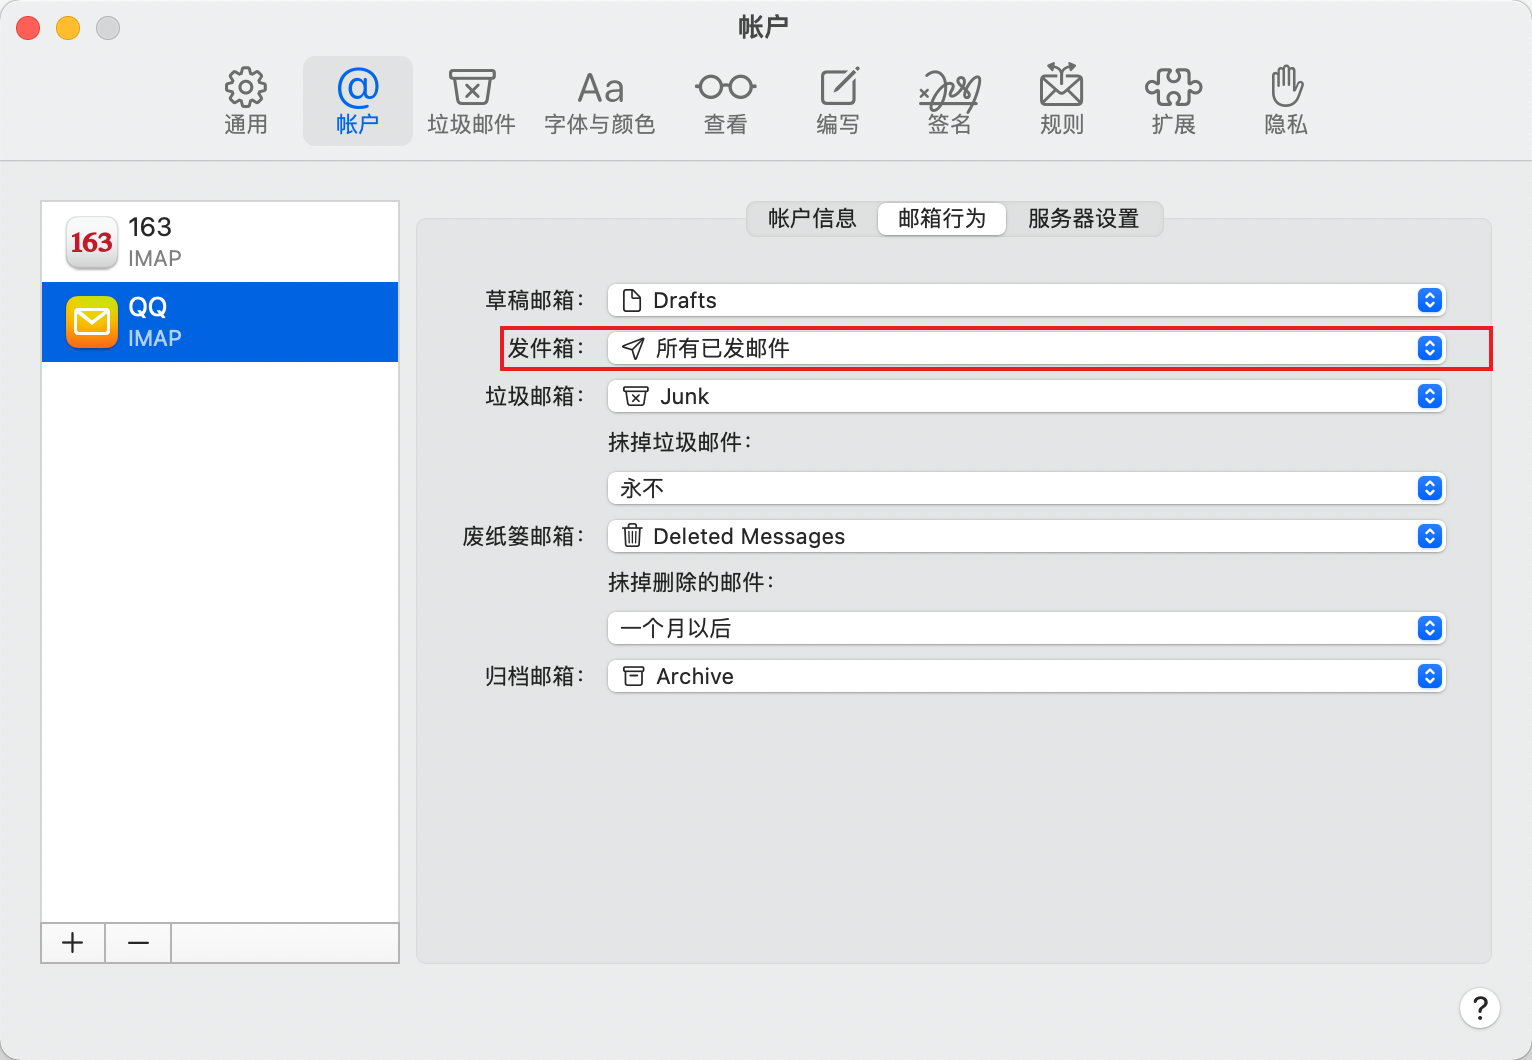 帐户
通用
@
帐户
垃圾邮件
Aa
字体与颜色
查看
编写
签名
规则
扩展
隐私
163
163
IMAP
QQ
IMAP
帐户信息
邮箱行为
服务器设置
草稿邮箱：
Drafts
发件箱：
所有已发邮件
垃圾邮箱：
Junk
抹掉垃圾邮件：
永不
废纸篓邮箱：
Deleted Messages
抹掉删除的邮件：
一个月以后
归档邮箱：
Archive
?